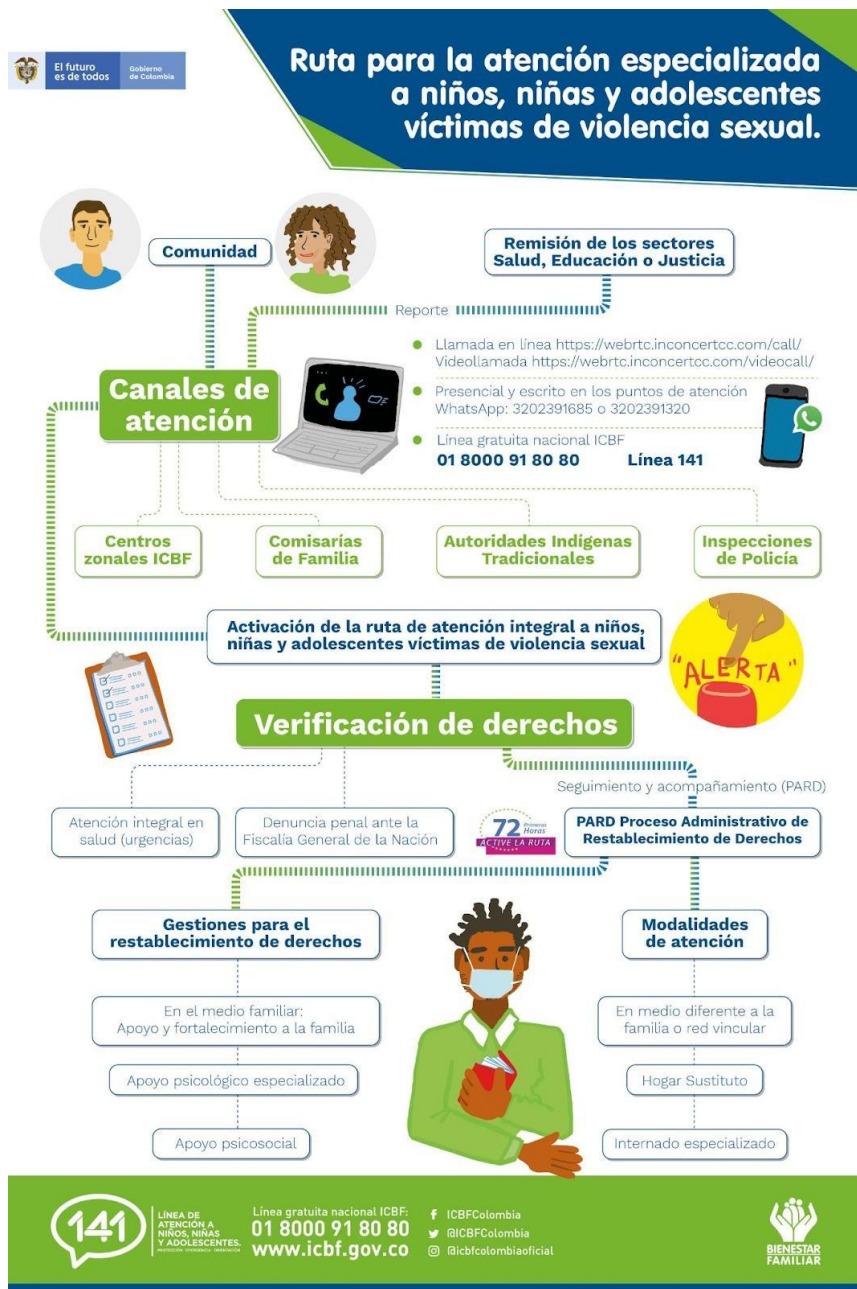 El futuro
es de todos
Gobierno
de Colombia
Ruta para la atención especializada
a niños, niñas y adolescentes
víctimas de violencia sexual.
Comunidad
Remisión de los sectores
Salud, Educación o Justicia
Reporte
Llamada en línea https://webrtc.inconcertcc.com/call/
Videollamada https://webrtc.inconcertcc.com/videocall/
Canales de
atención
Presencial y escrito en los puntos de atención
WhatsApp: 3202391685 o 3202391320
Línea gratuita nacional ICBF
01 8000 91 80 80 Línea 141
Centros
zonales ICBF
Comisarías
de Familia
Autoridades Indígenas
Tradicionales
Inspecciones
de Policía
Activación de la ruta de atención integral a niños,
niñas y adolescentes víctimas de violencia sexual
"ALERTA"
Verificación de derechos
Seguimiento y acompañamiento (PARD)
Atención integral en
salud (urgencias)
Denuncia penal ante la
Fiscalía General de la Nación
72 Primeras
Horas
ACTIVE LA RUTA
PARD Proceso Administrativo de
Restablecimiento de Derechos
Gestiones para el
restablecimiento de derechos
Modalidades
de atención
En el medio familiar:
Apoyo y fortalecimiento a la familia
En medio diferente a la
familia o red vincular
Apoyo psicológico especializado
Hogar Sustituto
Apoyo psicosocial
Internado especializado
141
LÍNEA DE
ATENCIÓN A
NIÑOS, NIÑAS
Y ADOLESCENTES.
PROTECCIÓN · EMERGENCIA · ORIENTACIÓN
Línea gratuita nacional ICBF:
01 8000 91 80 80
www.icbf.gov.co
ICBFColombia
@ICBFColombia
@icbfcolombiaoficial
BIENESTAR
FAMILIAR